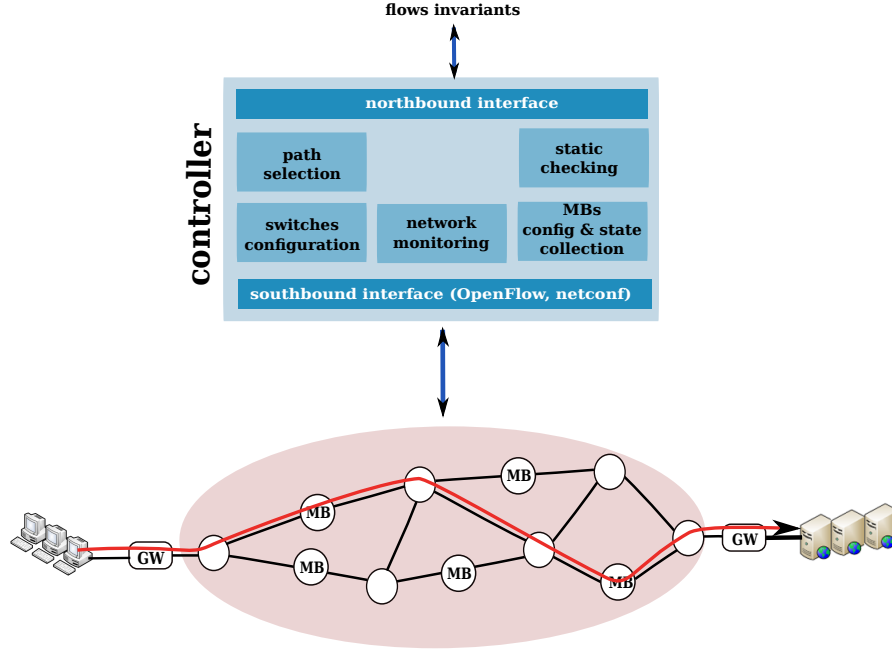 flows invariants
northbound interface
controller
path
selection
static
checking
switches
configuration
network
monitoring
MBs
config & state
collection
southbound interface (OpenFlow, netconf)
MB
MB
MB
MB
MB
GW
GW